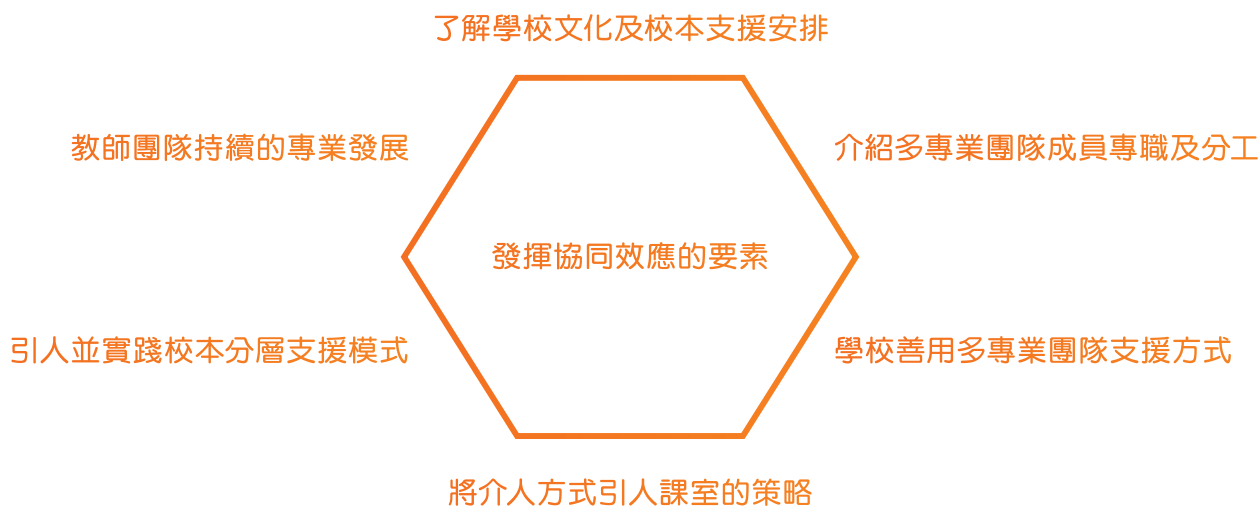 了解學校文化及校本支援安排
教師團隊持續的專業發展
介紹多專業團隊成員專職及分工
發揮協同效應的要素
引人並實踐校本分層支援模式
學校善用多專業團隊支援方式
將介人方式引人課室的策略